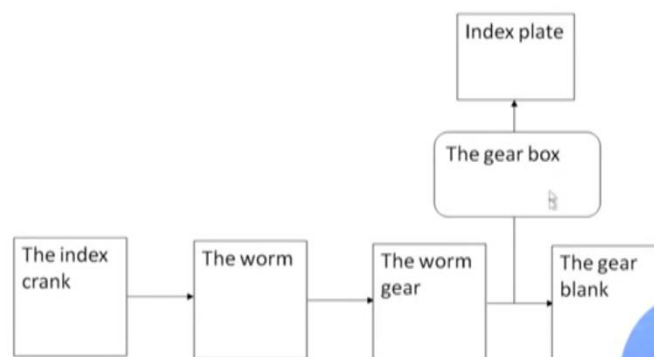 Index plate
The gear box
The index
crank
The worm
The worm
gear
The gear
blank